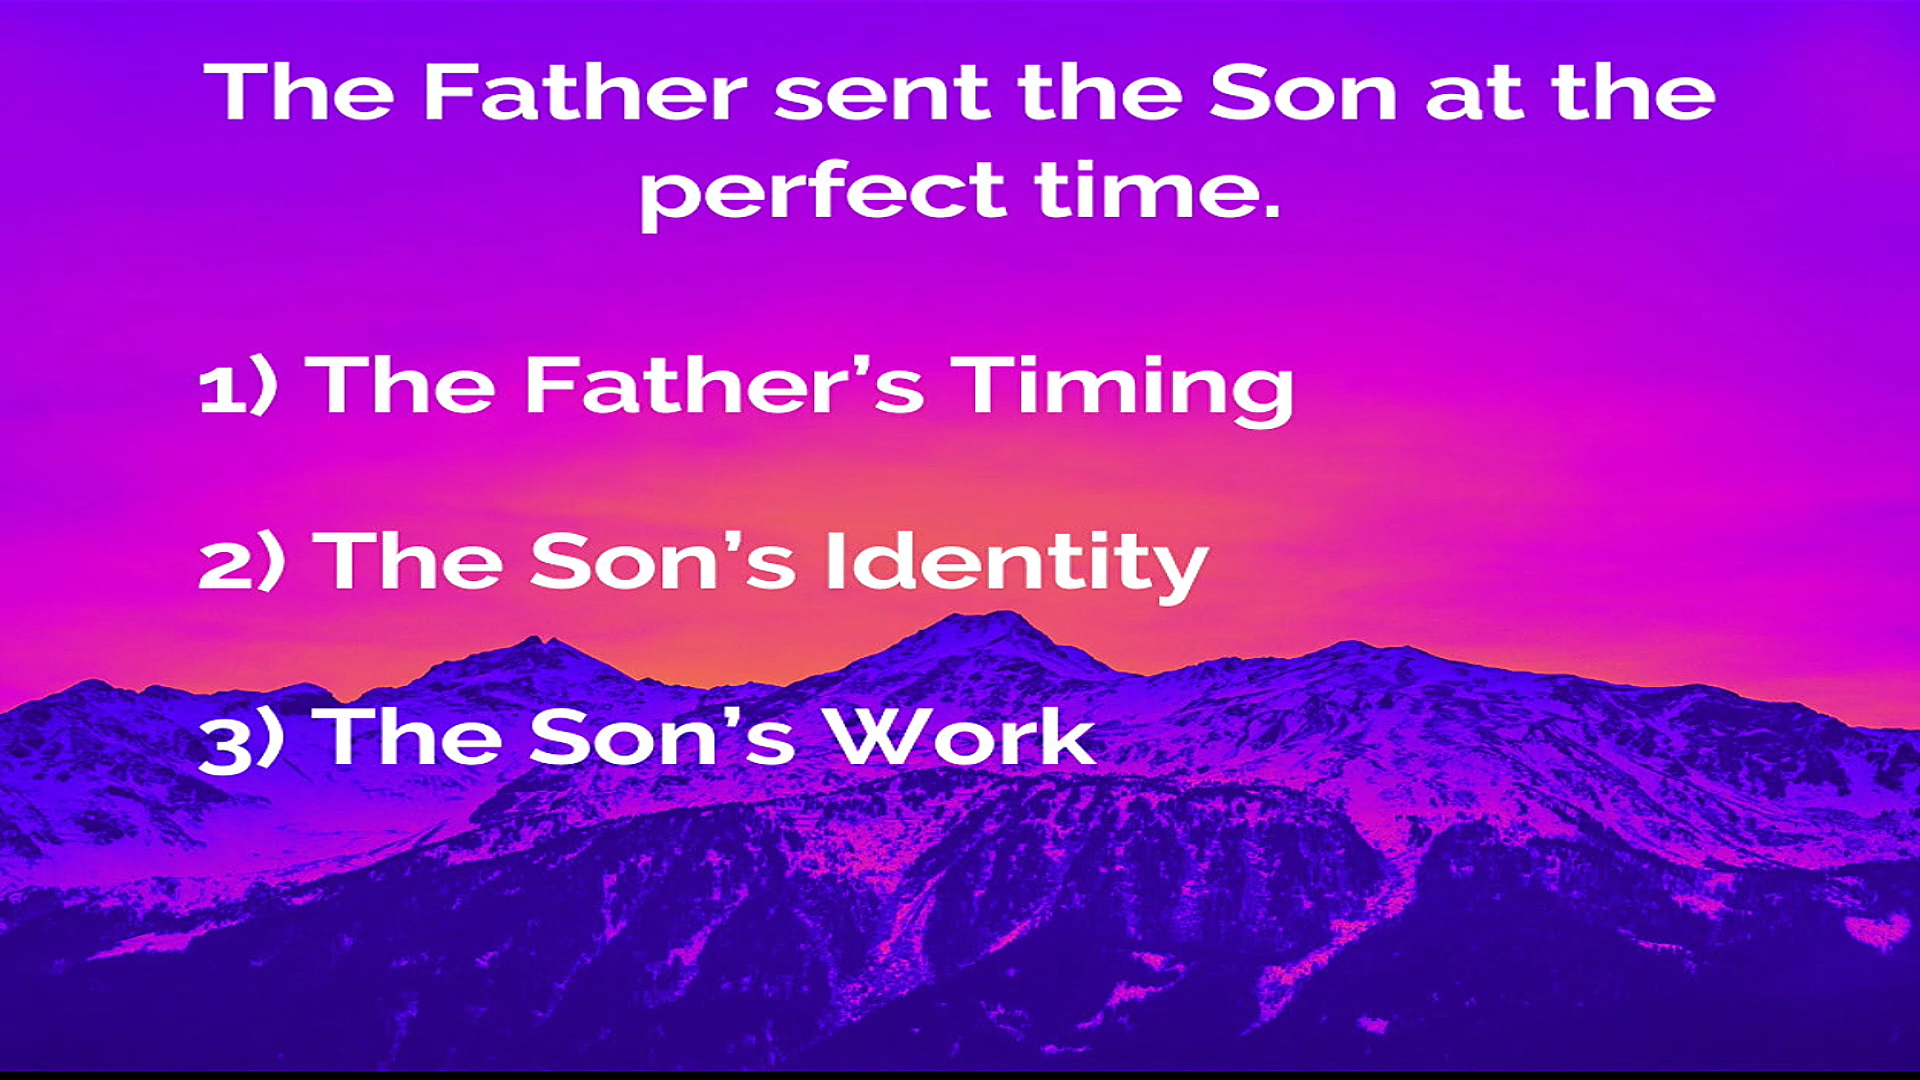 The Father sent the Son at the
perfect time.
1) The Father’s Timing
2) The Son’s Identity
3) The Son’s Work